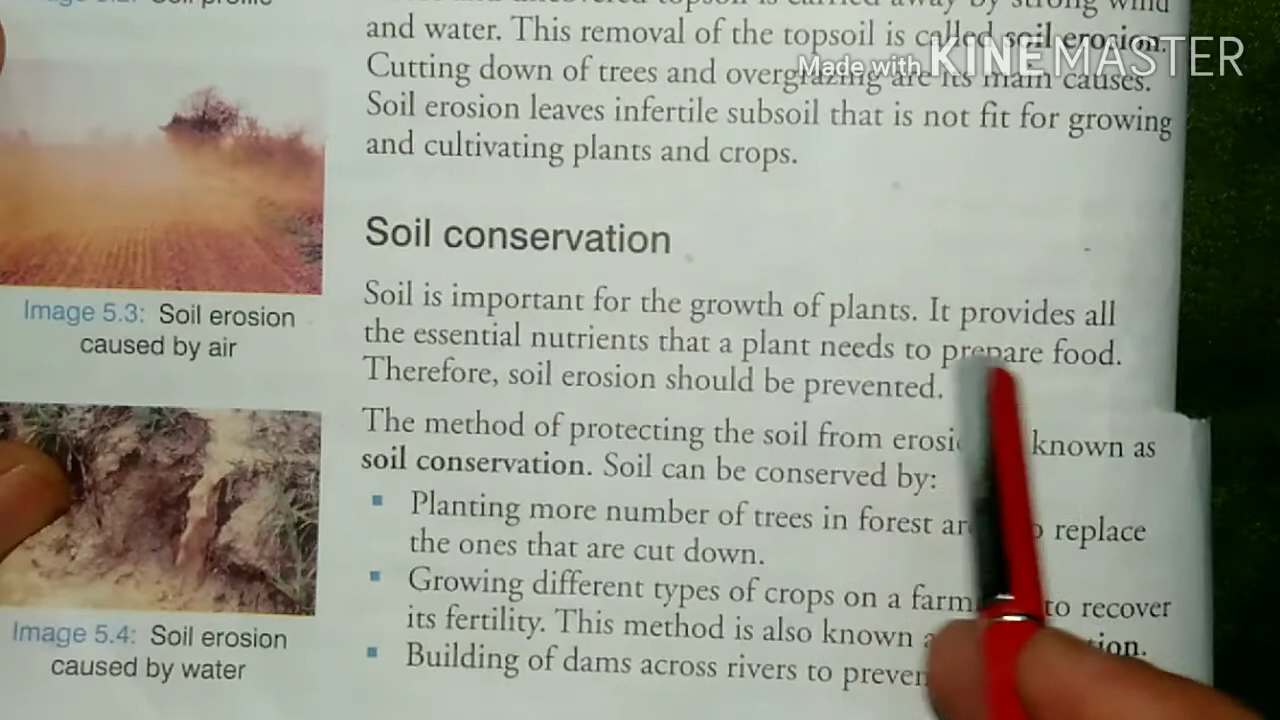 and water. This removal of the topsoil is called soil erosion.
Made with KINEMASTER
Cutting down of trees and overgrazing are its main causes.
Soil erosion leaves infertile subsoil that is not fit for growing
and cultivating plants and crops.
Soil conservation
Soil is important for the growth of plants. It provides all
the essential nutrients that a plant needs to prepare food.
Therefore, soil erosion should be prevented.
The method of protecting the soil from known as
soil conservation. Soil can be conserved by:
Planting more number of trees in forest replace
the ones that are cut down.
Growing different types of crops on a farm to recover
its fertility. This method is also known
Building of dams across rivers to
Image 5.3: Soil erosion
caused by air
Image 5.4: Soil erosion
caused by water